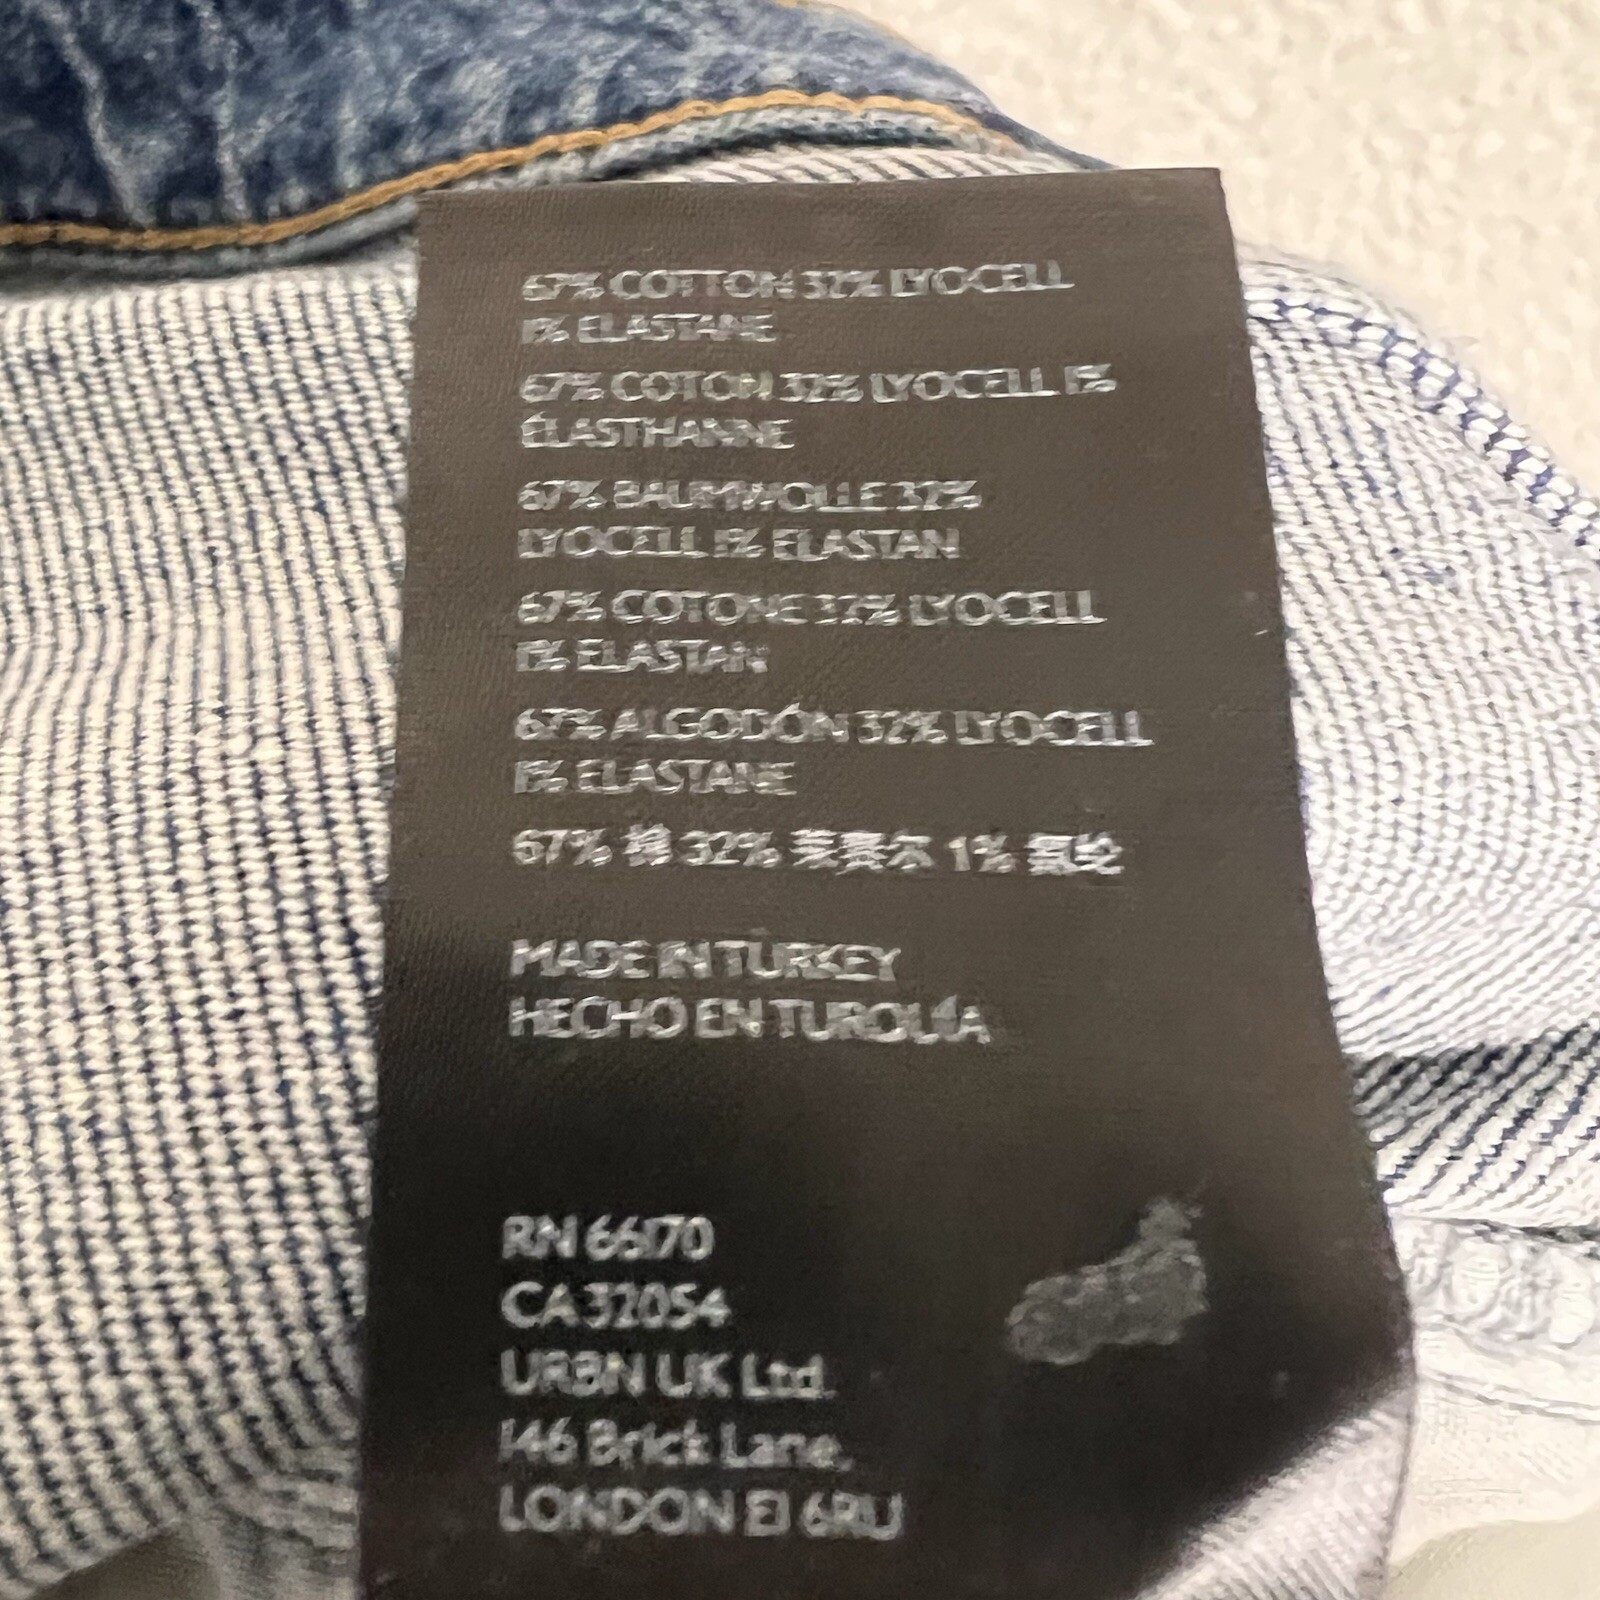 67% COTTON 32% LYOCELL
1% ELASTANE
67% COTON 32% LYOCELL 1%
ÉLASTHANNE
67% BAUMWOLLE 32%
LYOCELL 1% ELASTAN
67% COTONE 32% LYOCELL
1% ELASTAN
67% ALGODÓN 32% LYOCELL
1% ELASTANE
67% 棉 32% 莱赛尔 1% 氨纶
MADE IN TURKEY
HECHO EN TURQUÍA
RN 66170
CA 32054
URBN UK Ltd.
146 Brick Lane,
LONDON E1 6RU